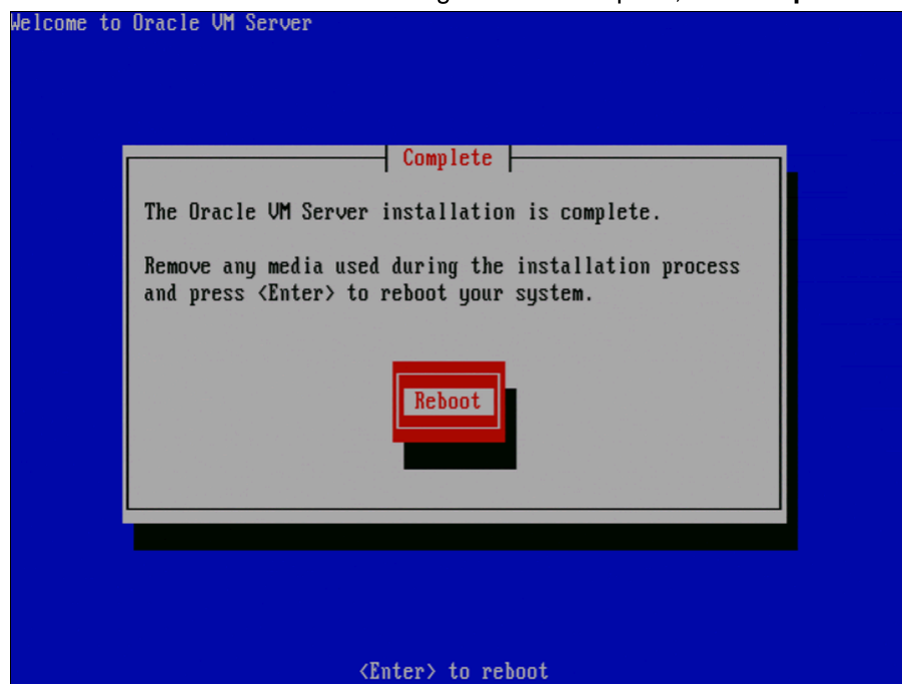 Welcome to Oracle VM Server
Complete
The Oracle VM Server installation is complete.
Remove any media used during the installation process
and press <Enter> to reboot your system.
Reboot
<Enter> to reboot